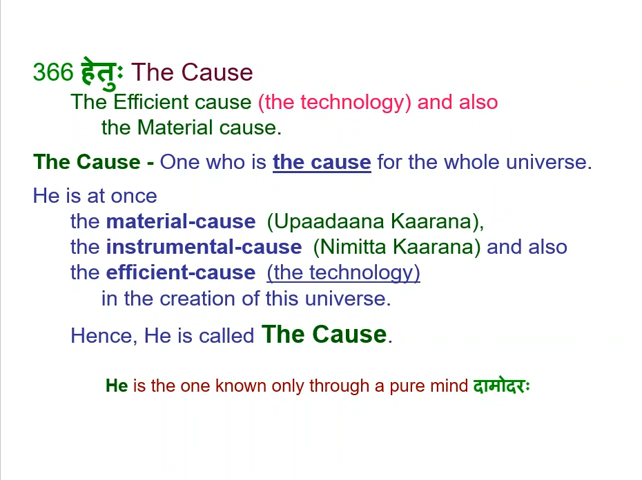 366 हेतुः The Cause
The Efficient cause (the technology) and also
the Material cause.
The Cause - One who is the cause for the whole universe.
He is at once
the material-cause (Upaadaana Kaarana),
the instrumental-cause (Nimitta Kaarana) and also
the efficient-cause (the technology)
in the creation of this universe.
Hence, He is called The Cause.
He is the one known only through a pure mind दामोदरः